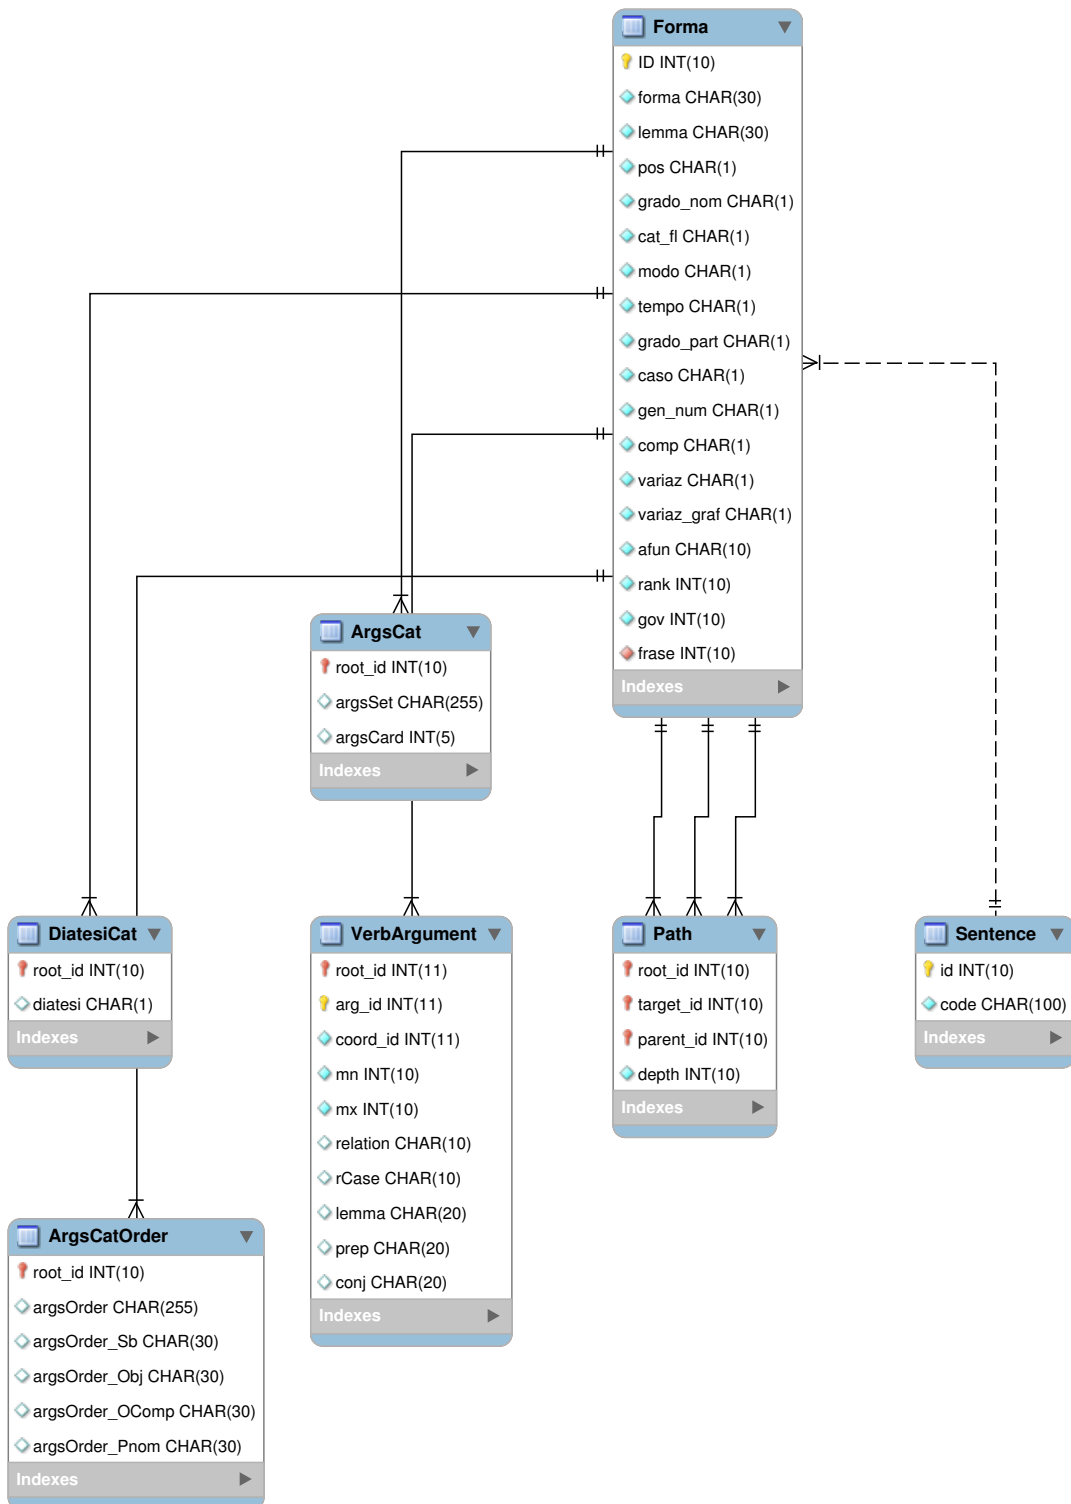 Forma
ID INT(10)
forma CHAR(30)
lemma CHAR(30)
pos CHAR(1)
grado_nom CHAR(1)
cat_fl CHAR(1)
modo CHAR(1)
tempo CHAR(1)
grado_part CHAR(1)
caso CHAR(1)
gen_num CHAR(1)
comp CHAR(1)
variaz CHAR(1)
variaz_graf CHAR(1)
afun CHAR(10)
rank INT(10)
gov INT(10)
frase INT(10)
Indexes
ArgsCat
root_id INT(10)
argsSet CHAR(255)
argsCard INT(5)
Indexes
DiatesiCat
root_id INT(10)
diatesi CHAR(1)
Indexes
VerbArgument
root_id INT(11)
arg_id INT(11)
coord_id INT(11)
mn INT(10)
mx INT(10)
relation CHAR(10)
rCase CHAR(10)
lemma CHAR(20)
prep CHAR(20)
conj CHAR(20)
Indexes
Path
root_id INT(10)
target_id INT(10)
parent_id INT(10)
depth INT(10)
Indexes
Sentence
id INT(10)
code CHAR(100)
Indexes
ArgsCatOrder
root_id INT(10)
argsOrder CHAR(255)
argsOrder_Sb CHAR(30)
argsOrder_Obj CHAR(30)
argsOrder_OComp CHAR(30)
argsOrder_Pnom CHAR(30)
Indexes